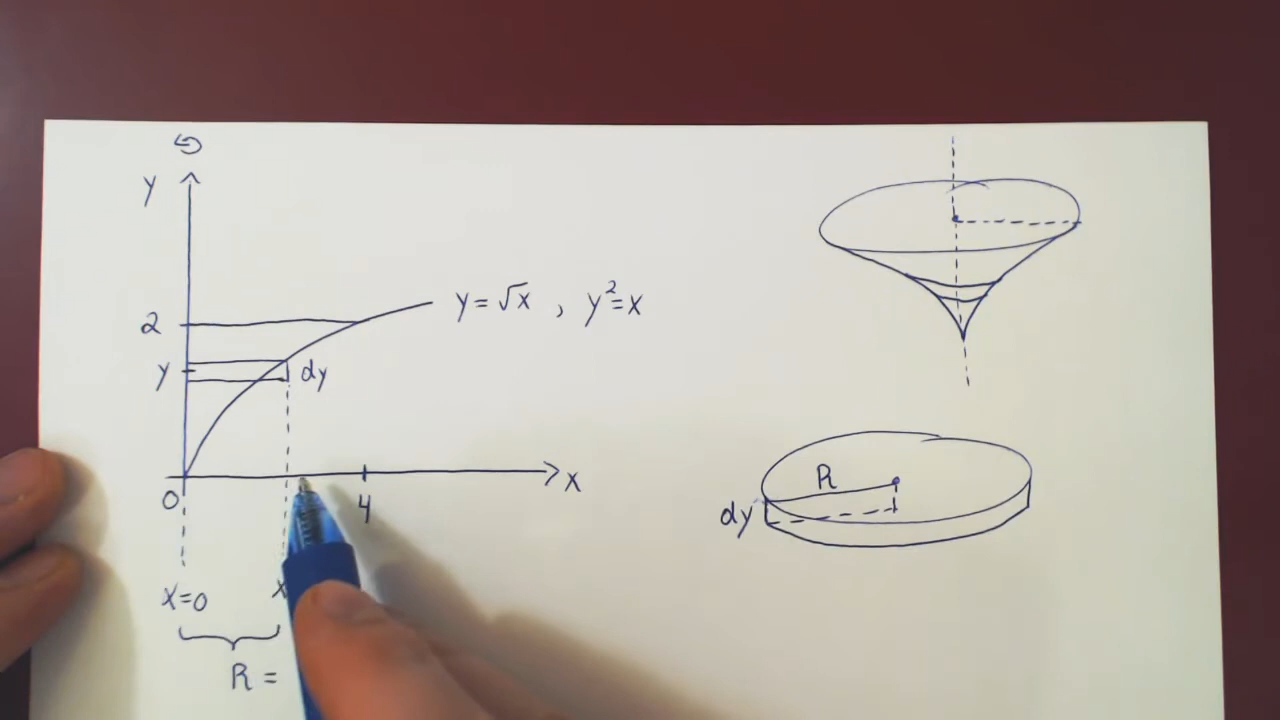 y
2
y = √x , y² = x
y
dy
0
4
x
x=0
x
R =
R
dy